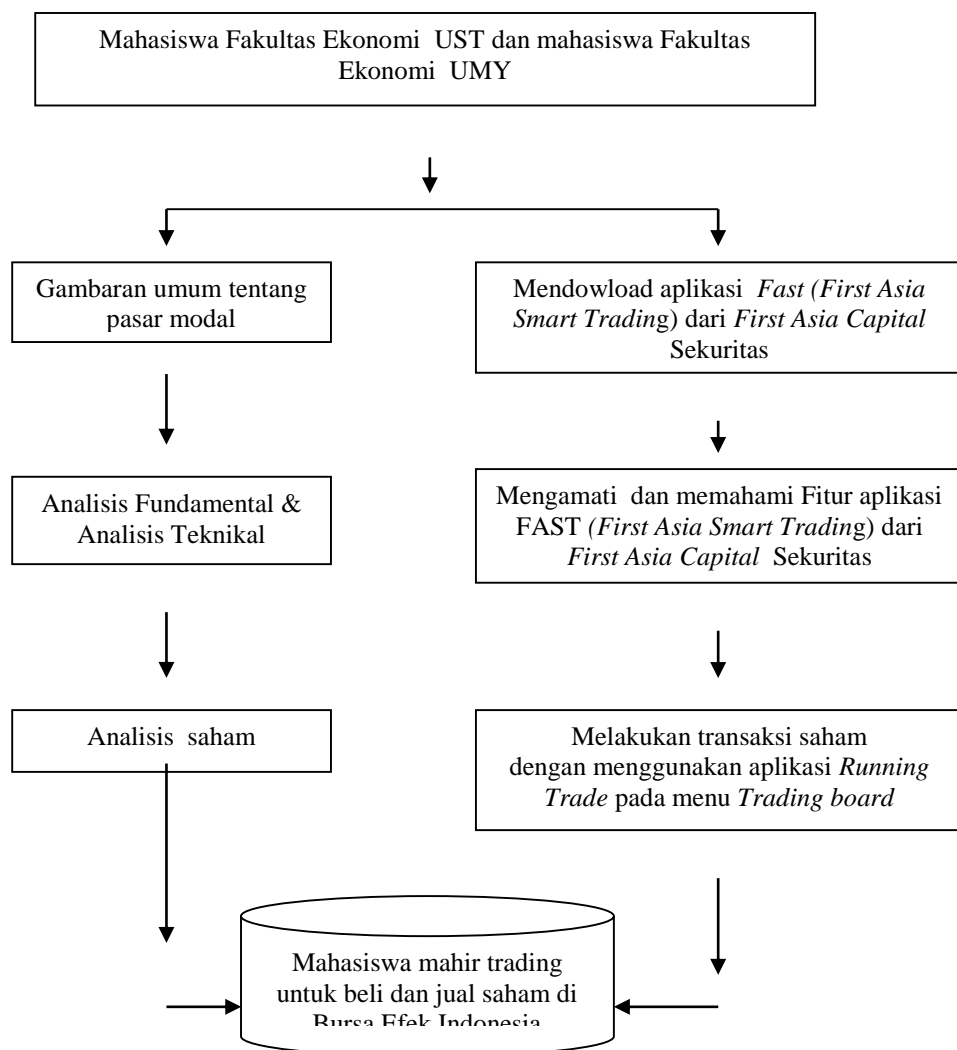 Mahasiswa Fakultas Ekonomi UST dan mahasiswa Fakultas
Ekonomi UMY
Gambaran umum tentang
pasar modal
Mendowload aplikasi Fast (First Asia
Smart Trading) dari First Asia Capital
Sekuritas
Analisis Fundamental &
Analisis Teknikal
Mengamati dan memahami Fitur aplikasi
FAST (First Asia Smart Trading) dari
First Asia Capital Sekuritas
Analisis saham
Melakukan transaksi saham
dengan menggunakan aplikasi Running
Trade pada menu Trading board
Mahasiswa mahir trading
untuk beli dan jual saham di
Bursa Efek Indonesia